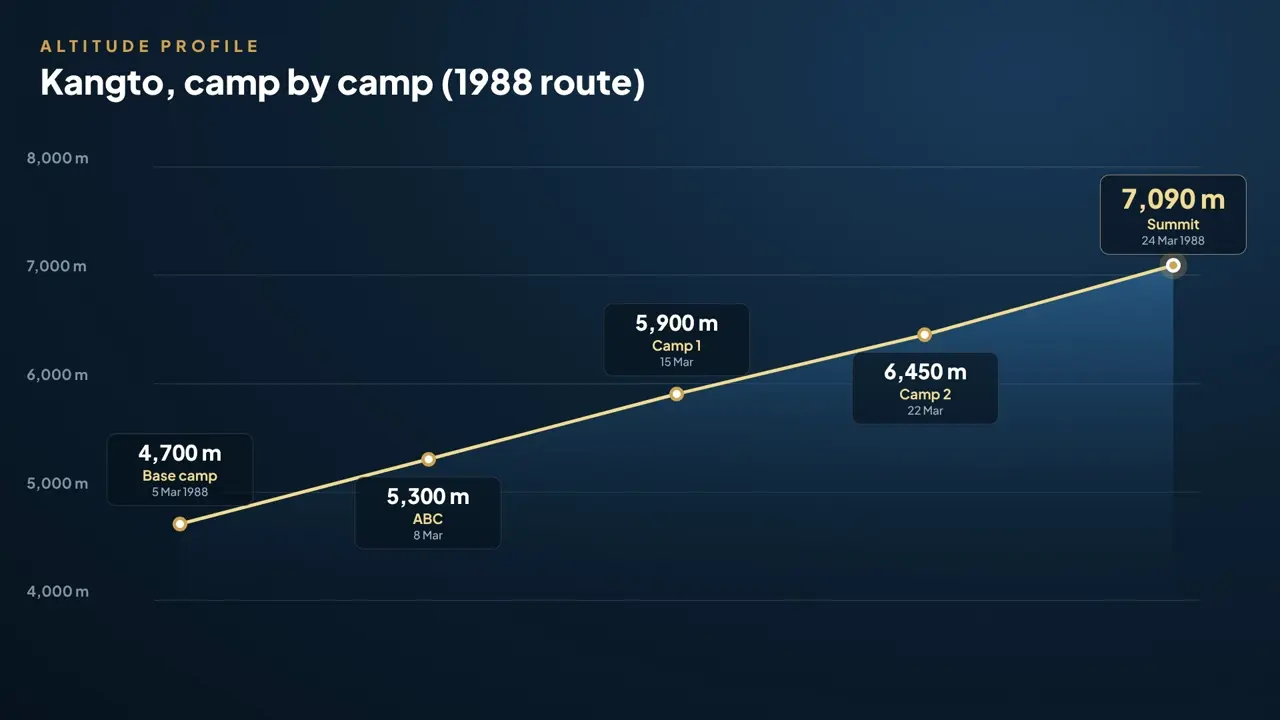 ALTITUDE PROFILE
Kangto, camp by camp (1988 route)
8,000 m
7,000 m
6,000 m
5,000 m
4,000 m
4,700 m
Base camp
5 Mar 1988
5,300 m
ABC
8 Mar
5,900 m
Camp 1
15 Mar
6,450 m
Camp 2
22 Mar
7,090 m
Summit
24 Mar 1988